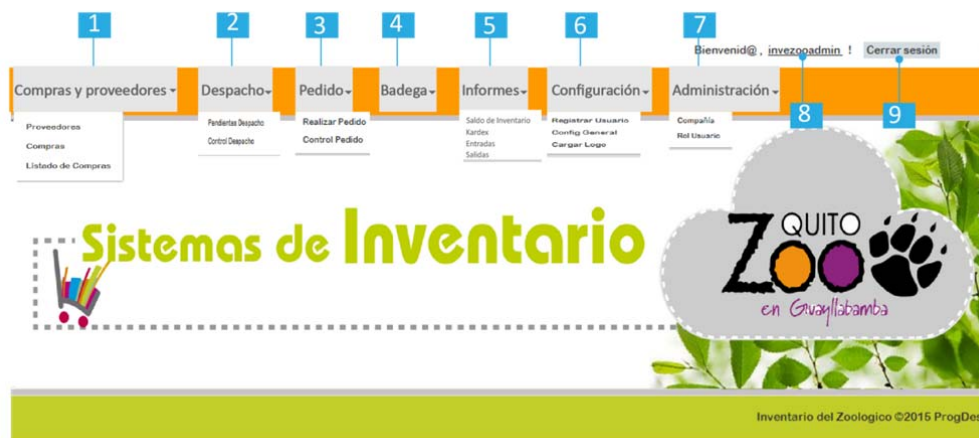 1 2 3 4 5 6 7
Bienvenid@ , invezooadmin ! Cerrar sesión
Compras y proveedores Despacho Pedido Badega Informes Configuración Administración
8 9
Proveedores
Compras
Listado de Compras
Pendientas Despacho
Control Despacho
Realizar Pedido
Control Pedido
Saldo de Inventario
Kardex
Entradas
Salidas
Registrar Usuario
Config General
Cargar Logo
Compañía
Rol Usuario
Sistemas de Inventario
QUITO
ZOO
en Guayllabamba
Inventario del Zoologico ©2015 ProgDes